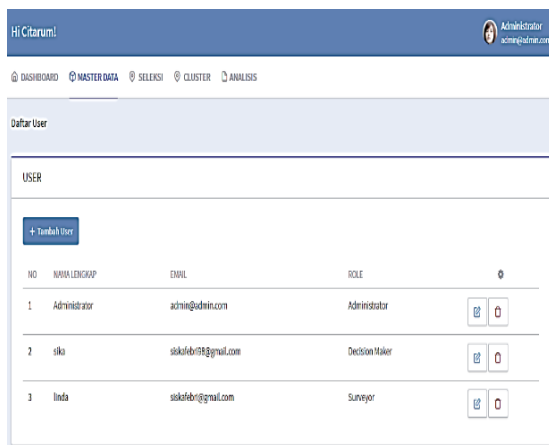 Hi Citarum!
Administrator
admin@admin.com
DASHBOARD MASTER DATA SELEKSI CLUSTER ANALISIS
Daftar User
USER
+ Tambah User
NO NAMA LENGKAP EMAIL ROLE
1 Administrator admin@admin.com Administrator
2 sika siskafebri98@gmail.com Decision Maker
3 linda siskafebri@gmail.com Surveyor